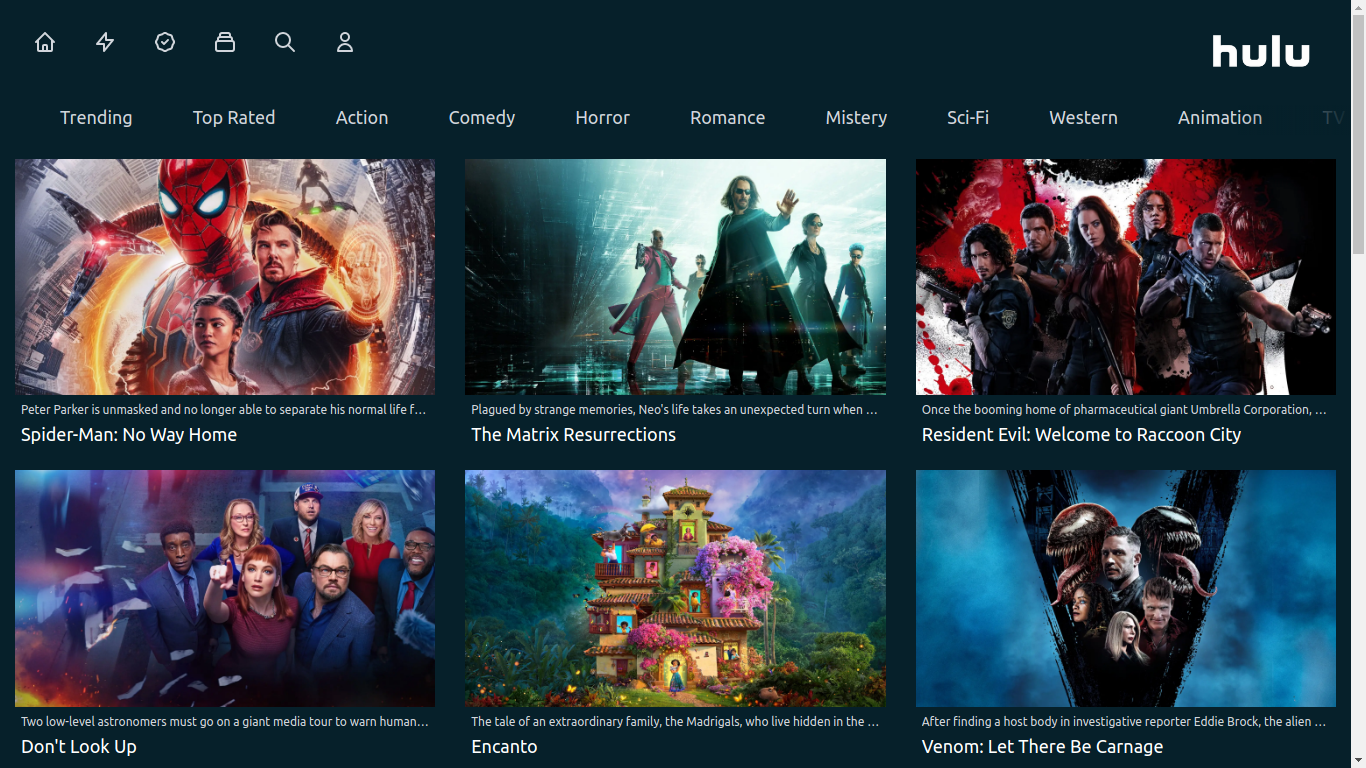 hulu
Trending Top Rated Action Comedy Horror Romance Mistery Sci-Fi Western Animation TV
Peter Parker is unmasked and no longer able to separate his normal life f...
Spider-Man: No Way Home
Plagued by strange memories, Neo's life takes an unexpected turn when ...
The Matrix Resurrections
Once the booming home of pharmaceutical giant Umbrella Corporation, ...
Resident Evil: Welcome to Raccoon City
Two low-level astronomers must go on a giant media tour to warn human...
Don't Look Up
The tale of an extraordinary family, the Madrigals, who live hidden in the ...
Encanto
After finding a host body in investigative reporter Eddie Brock, the alien ...
Venom: Let There Be Carnage